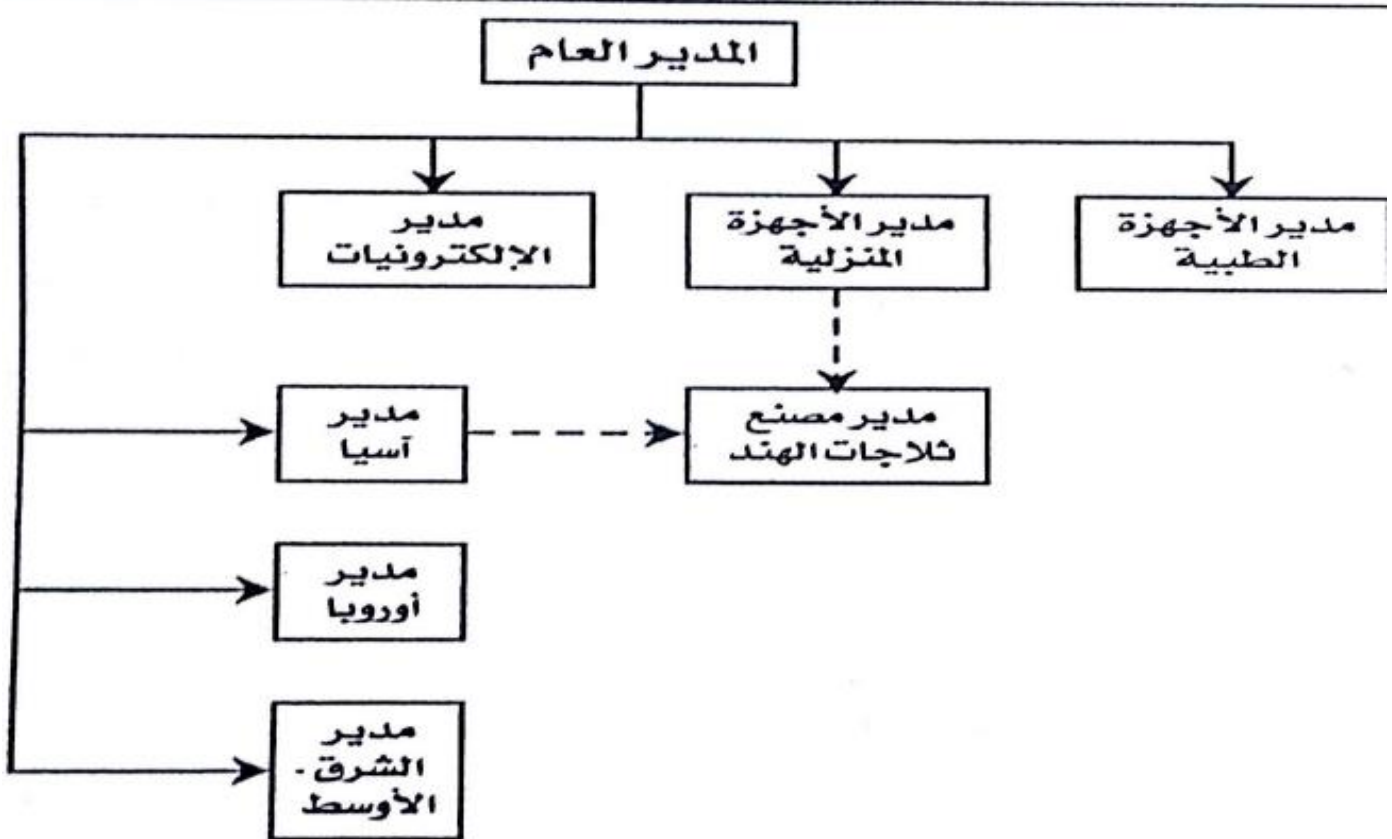 المدير العام
مدير الأجهزة
الطبية
مدير الأجهزة
المنزلية
مدير
الإلكترونيات
مدير
آسيا
مدير مصنع
ثلاجات الهند
مدير
أوروبا
مدير
الشرق -
الأوسط